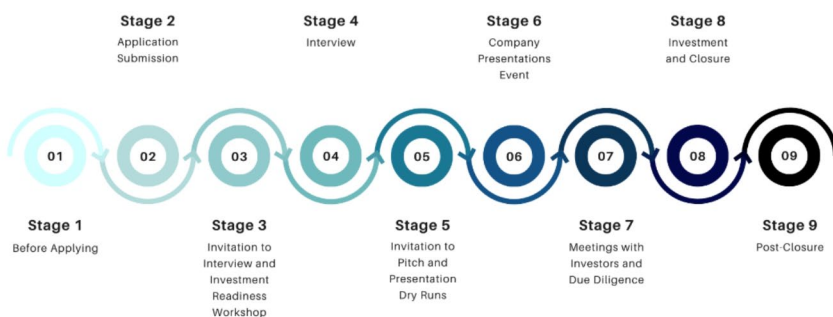 Stage 2
Application
Submission
Stage 4
Interview
Stage 6
Company
Presentations
Event
Stage 8
Investment
and Closure
01
02
03
04
05
06
07
08
09
Stage 1
Before Applying
Stage 3
Invitation to
Interview and
Investment
Readiness
Workshop
Stage 5
Invitation to
Pitch and
Presentation
Dry Runs
Stage 7
Meetings with
Investors and
Due Diligence
Stage 9
Post-Closure